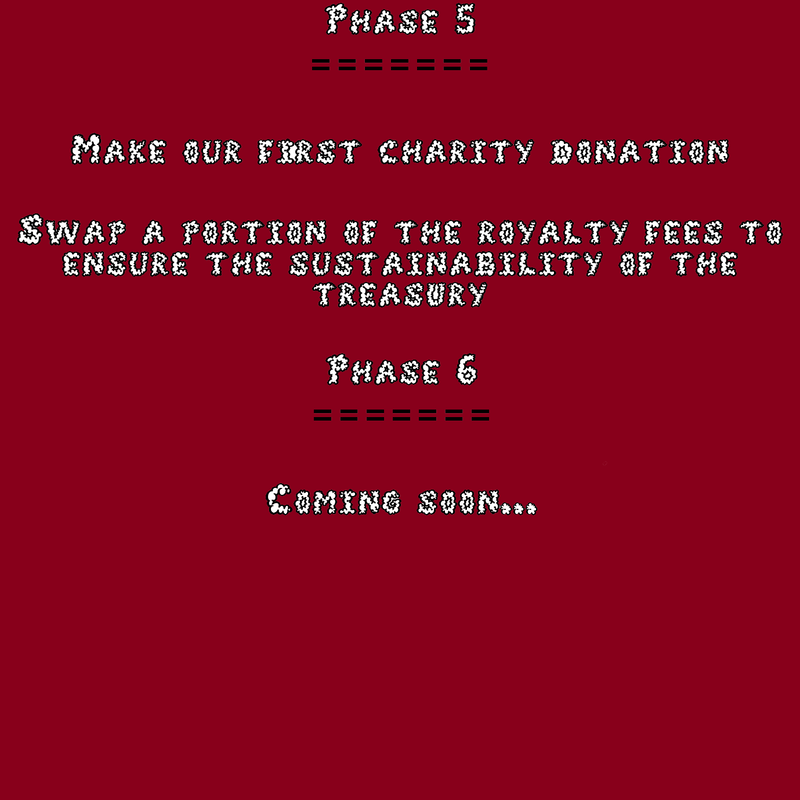 Phase 5
=======
Make our first charity donation
Swap a portion of the royalty fees to
ensure the sustainability of the
treasury
Phase 6
=======
Coming soon...